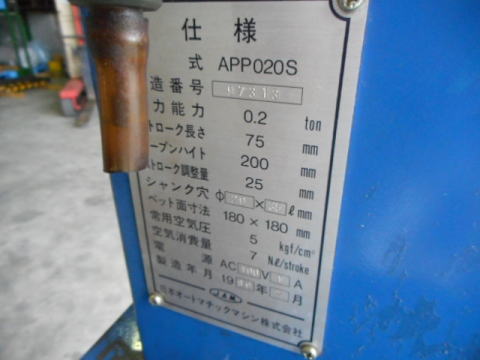 仕様
式 APP020S
造番号 67313
力能力 0.2 ton
トローク長さ 75 mm
ープンハイト 200 mm
トローク調整量 25 mm
シャンク穴 φ × ℓ mm
ベット面寸法 180×180 mm
常用空気圧 5 kgf/cm²
空気消費量 7 Nℓ/stroke
電源 AC100V A
製造年月 19 年 月
JAM
日本オートマチックマシン株式会社